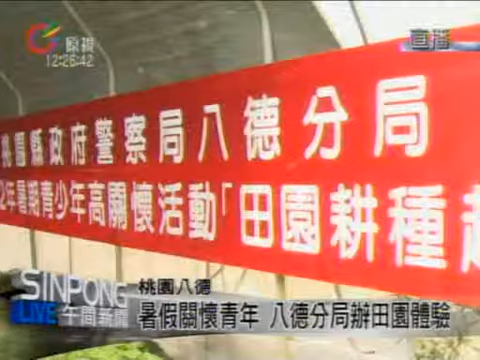 原視
12:26:42
直播
桃園縣政府警察局八德分局
2年暑期青少年高關懷活動「田園耕種
SINPONG
LIVE 午間新聞
桃園八德
暑假關懷青年 八德分局辦田園體驗